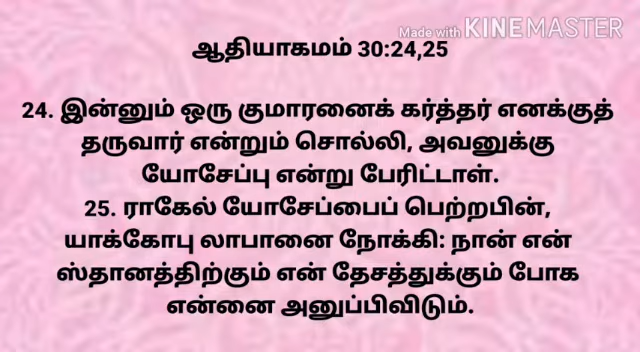 Made with KINEMASTER
ஆதியாகமம் 30:24,25
24. இன்னும் ஒரு குமாரனைக் கர்த்தர் எனக்குத்
தருவார் என்றும் சொல்லி, அவனுக்கு
யோசேப்பு என்று பேரிட்டாள்.
25. ராகேல் யோசேப்பைப் பெற்றபின்,
யாக்கோபு லாபானை நோக்கி: நான் என்
ஸ்தானத்திற்கும் என் தேசத்துக்கும் போக
என்னை அனுப்பிவிடும்.